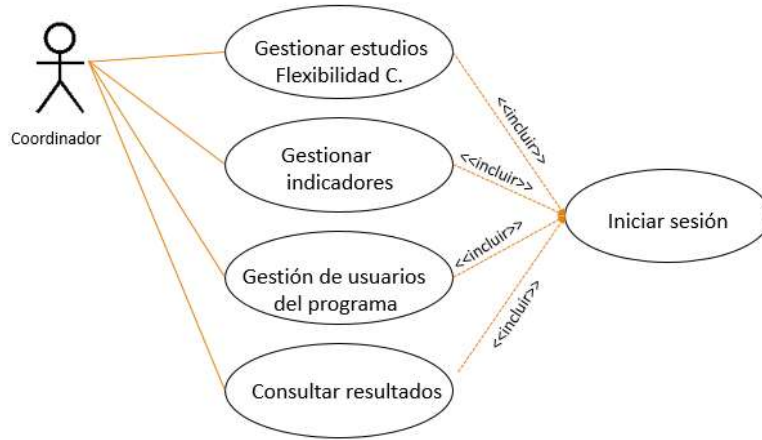 Gestionar estudios
Flexibilidad C.
Coordinador
<<incluir>>
Gestionar
indicadores
<<incluir>>
Iniciar sesión
Gestión de usuarios
del programa
<<incluir>>
Consultar resultados
<<incluir>>